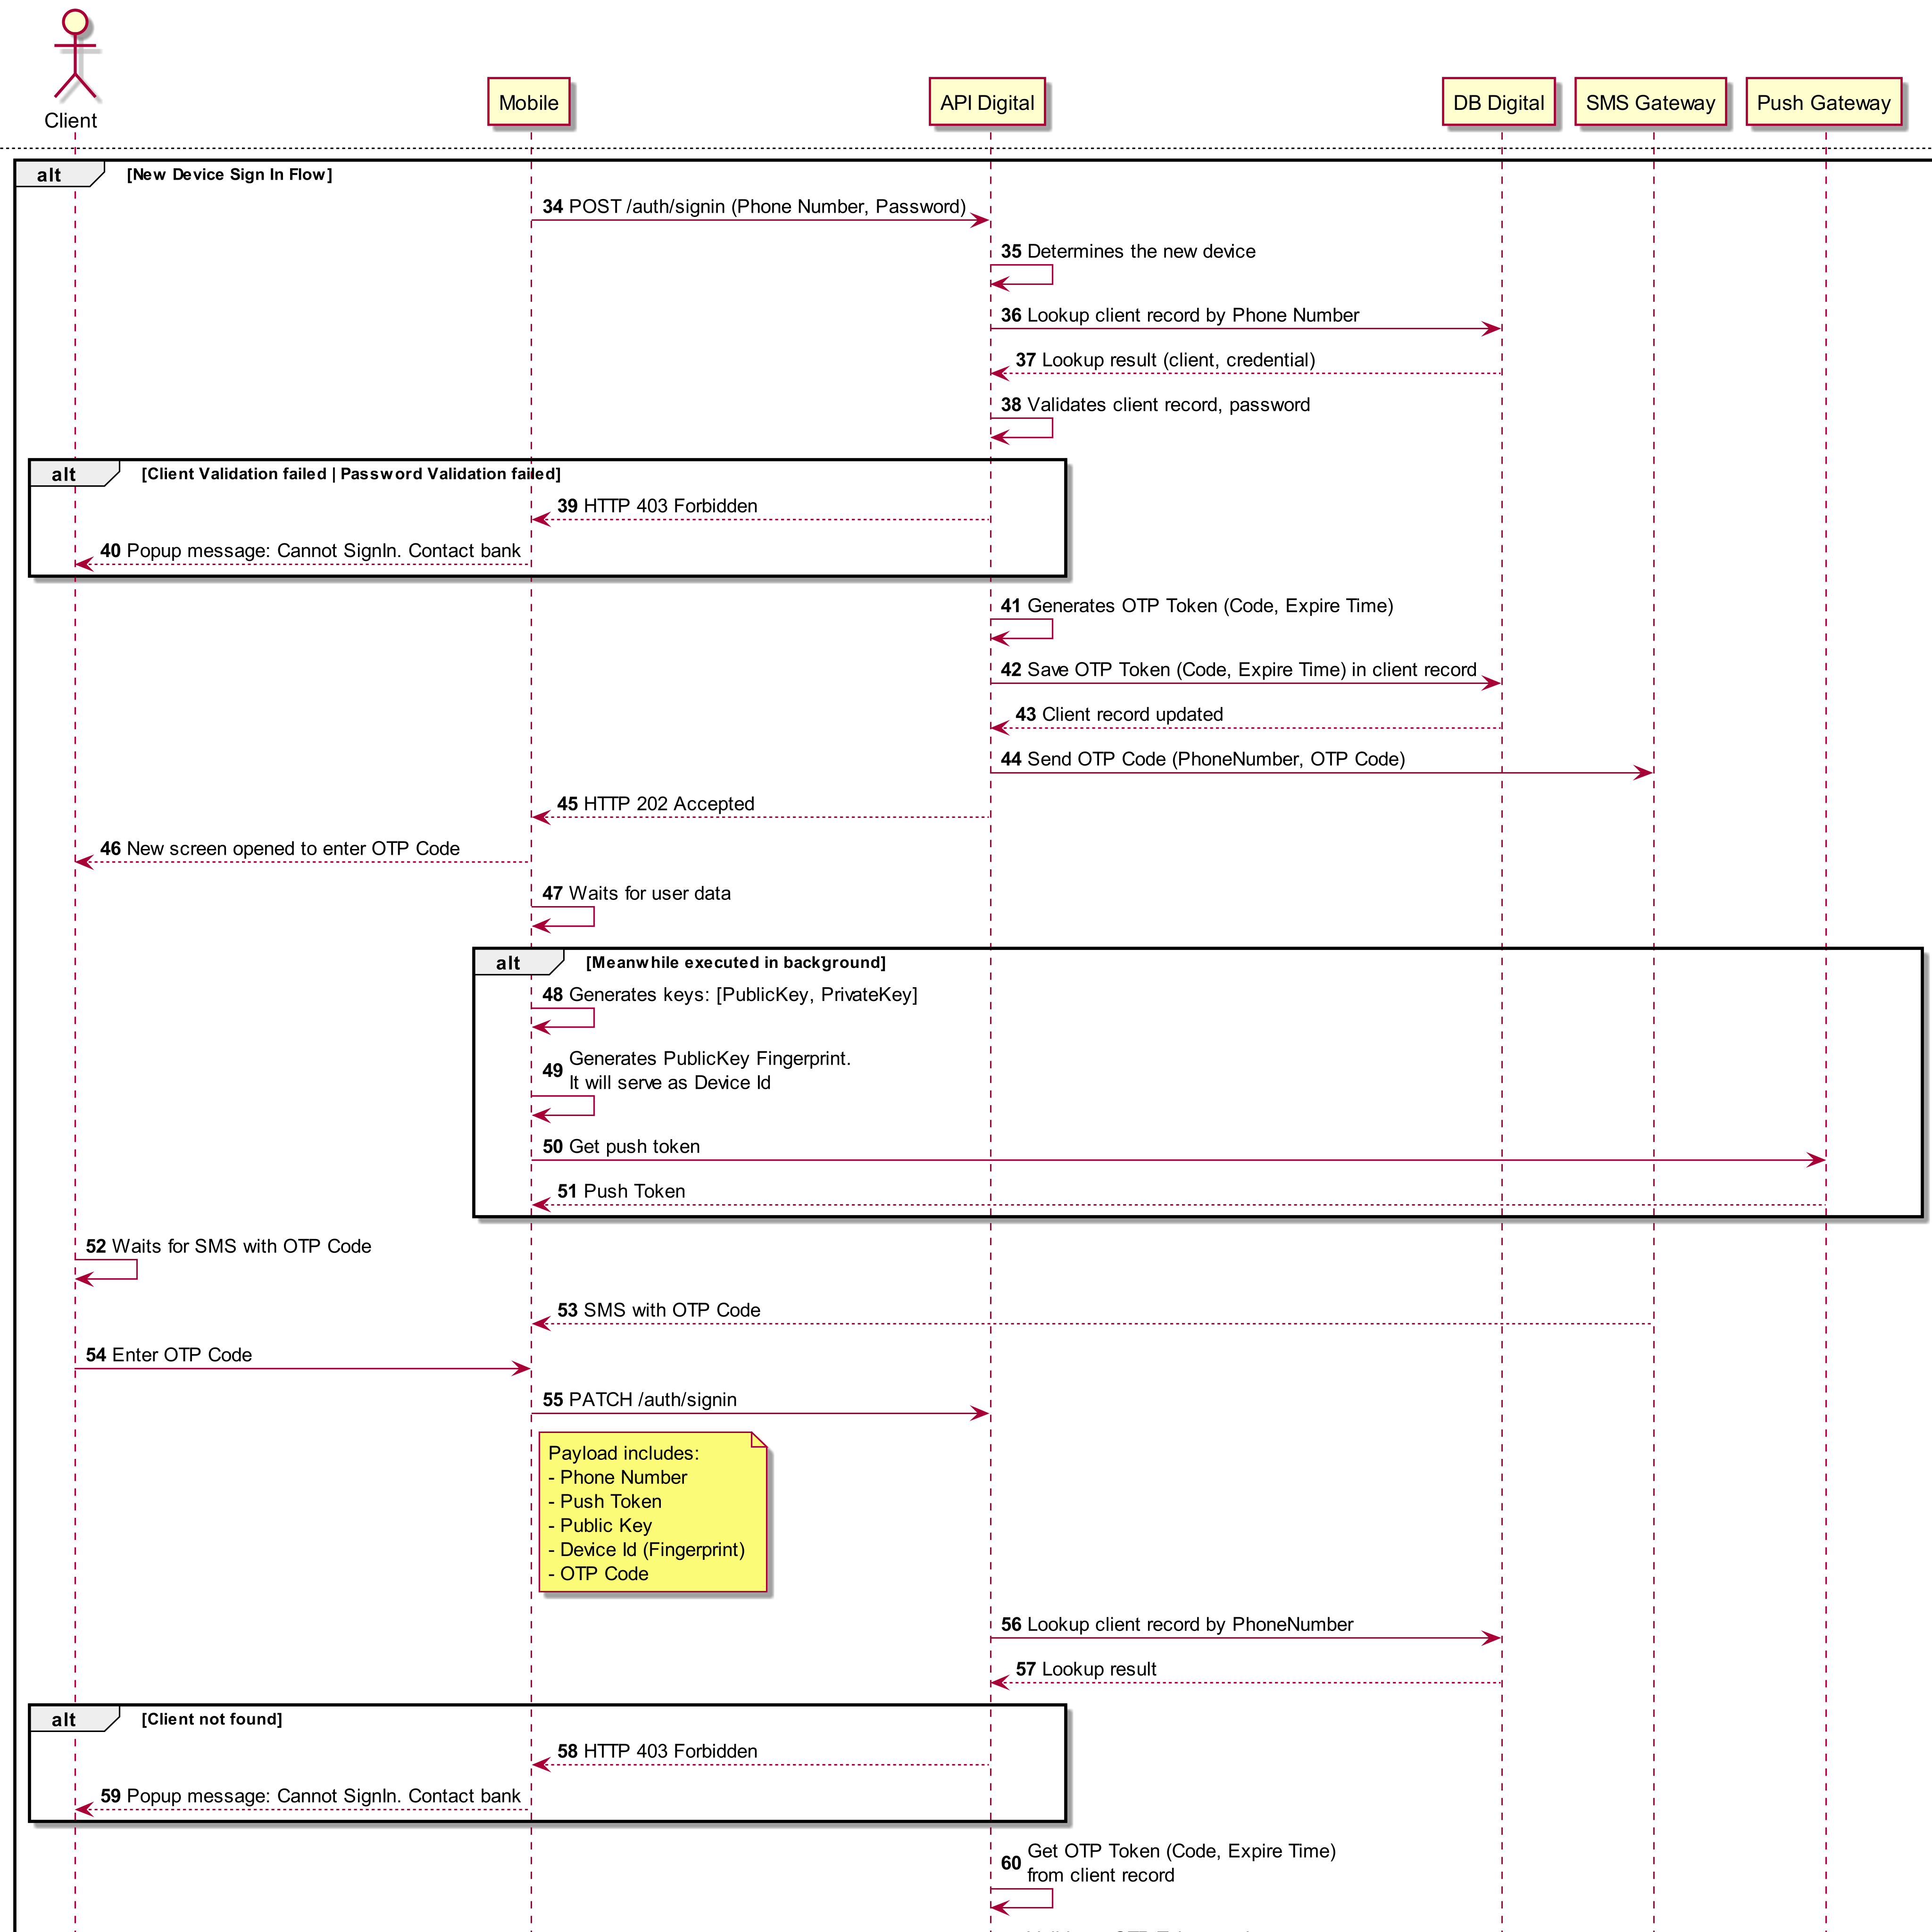 Client
Mobile
API Digital
DB Digital
SMS Gateway
Push Gateway
alt [New Device Sign In Flow]
34 POST /auth/signin (Phone Number, Password)
35 Determines the new device
36 Lookup client record by Phone Number
37 Lookup result (client, credential)
38 Validates client record, password
alt [Client Validation failed | Password Validation failed]
39 HTTP 403 Forbidden
40 Popup message: Cannot SignIn. Contact bank
41 Generates OTP Token (Code, Expire Time)
42 Save OTP Token (Code, Expire Time) in client record
43 Client record updated
44 Send OTP Code (PhoneNumber, OTP Code)
45 HTTP 202 Accepted
46 New screen opened to enter OTP Code
47 Waits for user data
alt [Meanwhile executed in background]
48 Generates keys: [PublicKey, PrivateKey]
49 Generates PublicKey Fingerprint.
It will serve as Device Id
50 Get push token
51 Push Token
52 Waits for SMS with OTP Code
53 SMS with OTP Code
54 Enter OTP Code
55 PATCH /auth/signin
Payload includes:
- Phone Number
- Push Token
- Public Key
- Device Id (Fingerprint)
- OTP Code
56 Lookup client record by PhoneNumber
57 Lookup result
alt [Client not found]
58 HTTP 403 Forbidden
59 Popup message: Cannot SignIn. Contact bank
60 Get OTP Token (Code, Expire Time)
from client record